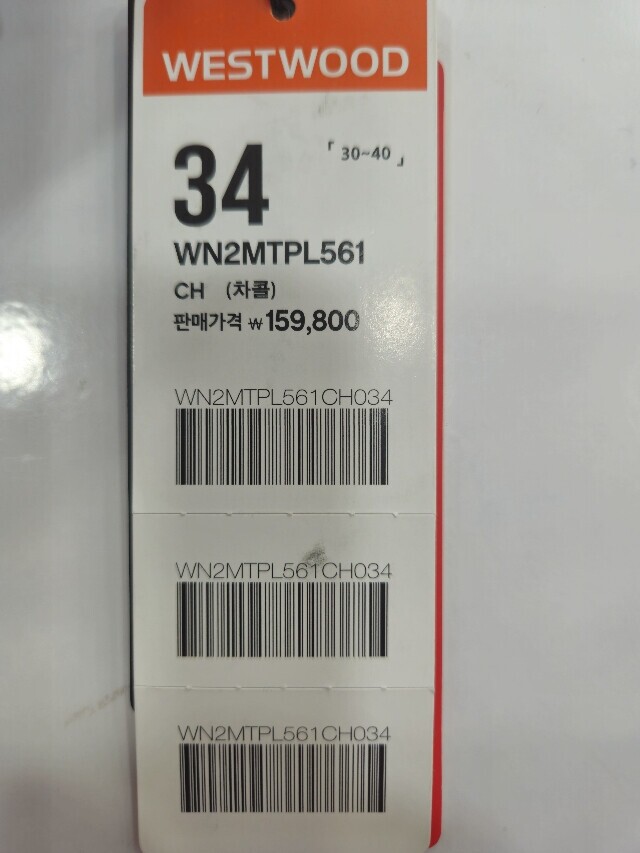 WESTWOOD
34 「30~40」
WN2MTPL561
CH (차콜)
판매가격 ₩159,800
WN2MTPL561CH034
WN2MTPL561CH034
WN2MTPL561CH034